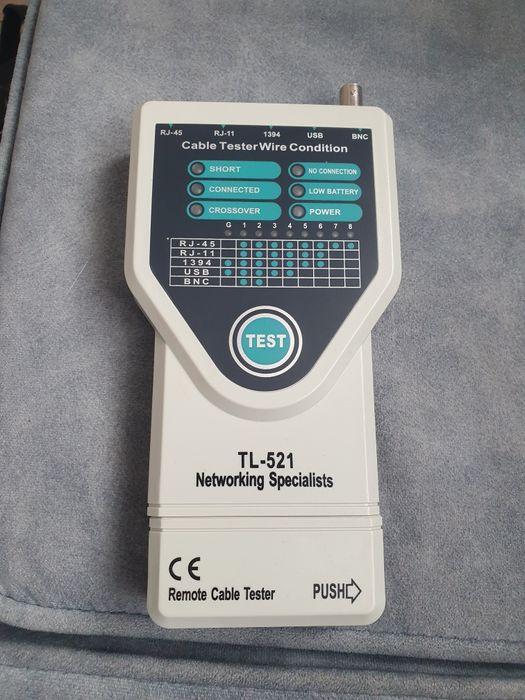 RJ-45 RJ-11 1394 USB BNC
Cable Tester Wire Condition
SHORT NO CONNECTION
CONNECTED LOW BATTERY
CROSSOVER POWER
G 1 2 3 4 5 6 7 8
RJ-45
RJ-11
1394
USB
BNC
TEST
TL-521
Networking Specialists
CE
Remote Cable Tester PUSH